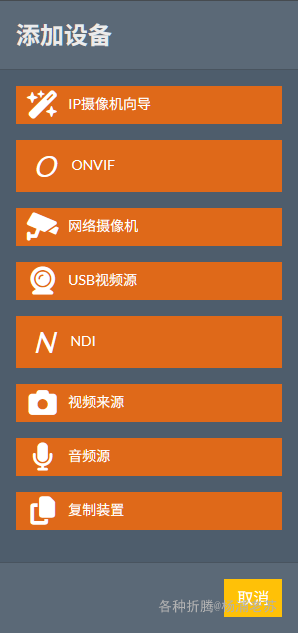 添加设备
IP摄像机向导
O ONVIF
网络摄像机
USB视频源
N NDI
视频来源
音频源
复制装置
取消
各种折腾@